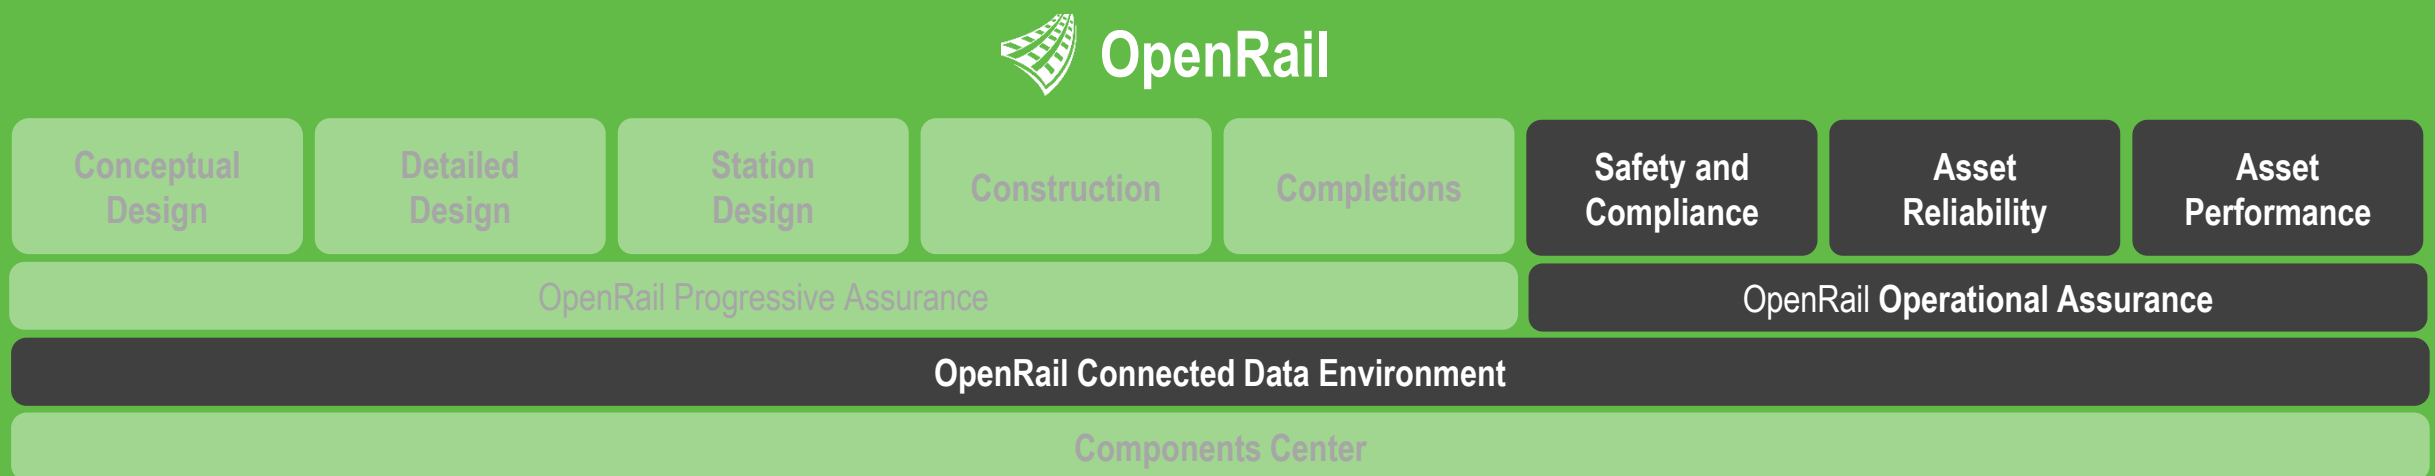 OpenRail
Conceptual
Design
Detailed
Design
Station
Design
Construction
Completions
Safety and
Compliance
Asset
Reliability
Asset
Performance
OpenRail Progressive Assurance
OpenRail Operational Assurance
OpenRail Connected Data Environment
Components Center